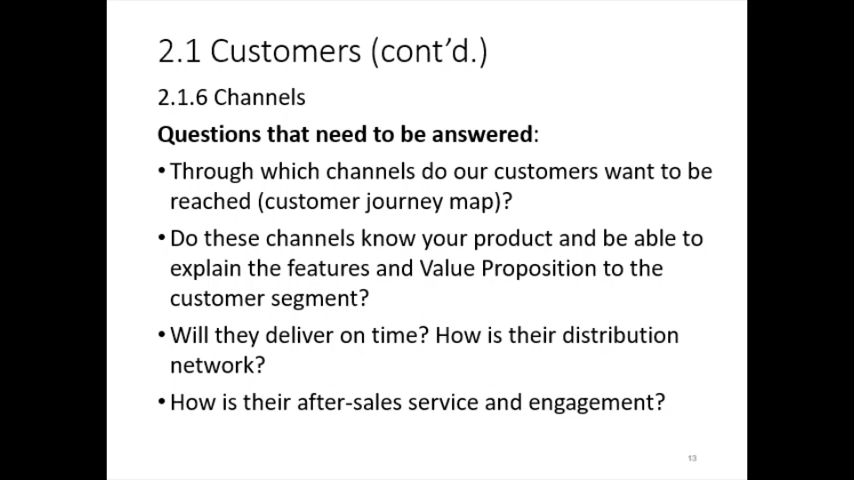 2.1 Customers (cont’d.)
2.1.6 Channels
Questions that need to be answered:
•Through which channels do our customers want to be
reached (customer journey map)?
•Do these channels know your product and be able to
explain the features and Value Proposition to the
customer segment?
•Will they deliver on time? How is their distribution
network?
•How is their after-sales service and engagement?
13